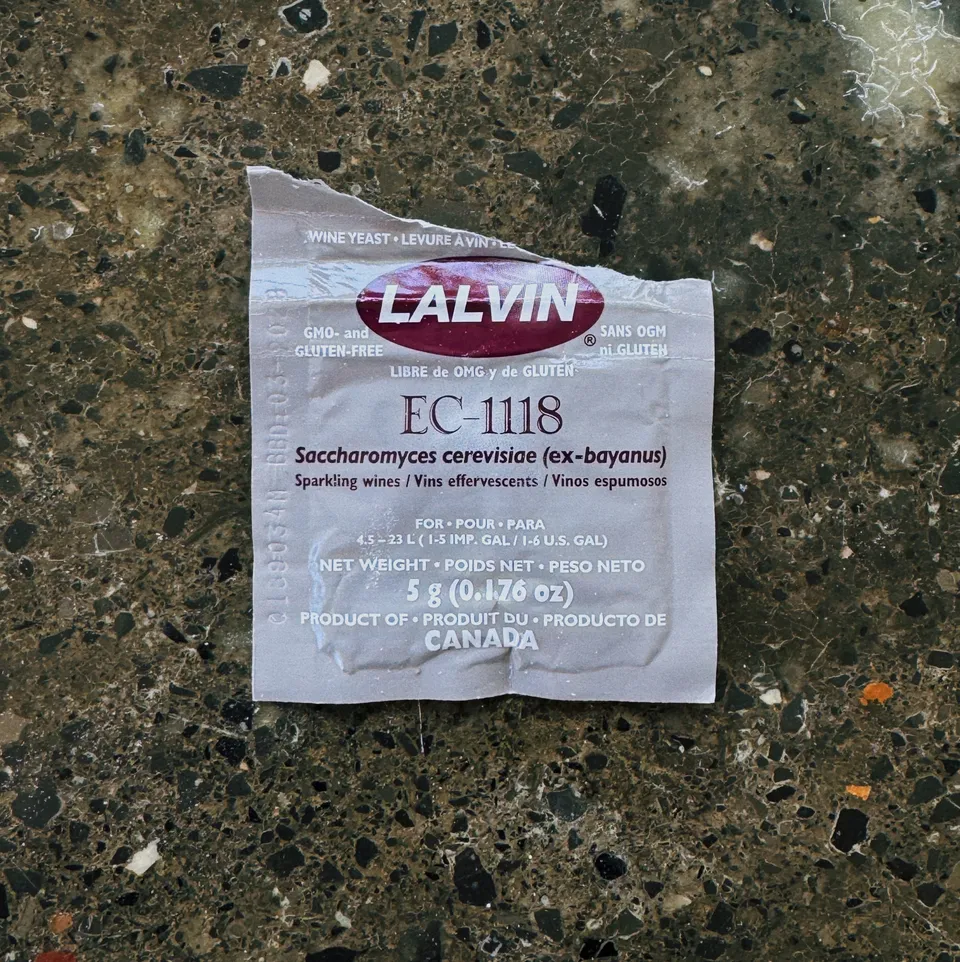 WINE YEAST • LEVURE À VIN •
LALVIN
®
GMO- and
GLUTEN-FREE
SANS OGM
ni GLUTEN
LIBRE de OMG y de GLUTEN
EC-1118
Saccharomyces cerevisiae (ex-bayanus)
Sparkling wines / Vins effervescents / Vinos espumosos
FOR • POUR • PARA
4.5 – 23 L ( 1-5 IMP. GAL / 1-6 U.S. GAL)
NET WEIGHT • POIDS NET • PESO NETO
5 g (0.176 oz)
PRODUCT OF • PRODUIT DU • PRODUCTO DE
CANADA